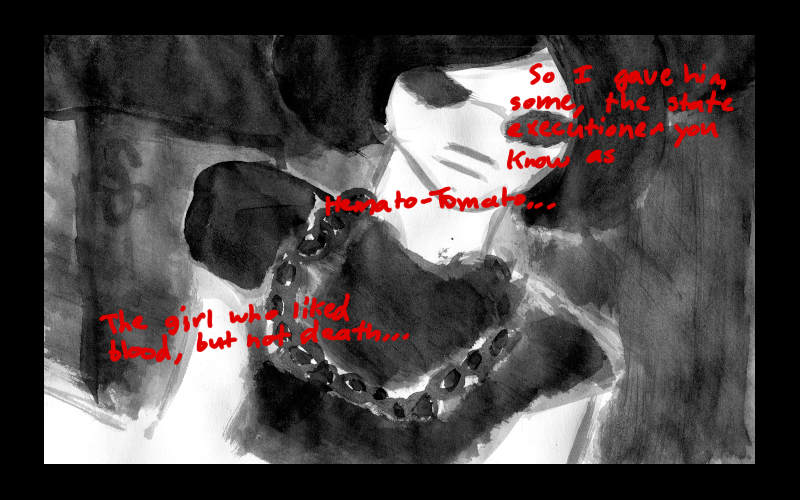 So I gave him
some, the state
executioner you
know as
Hemato-Tomato...
The girl who liked
blood, but not death...